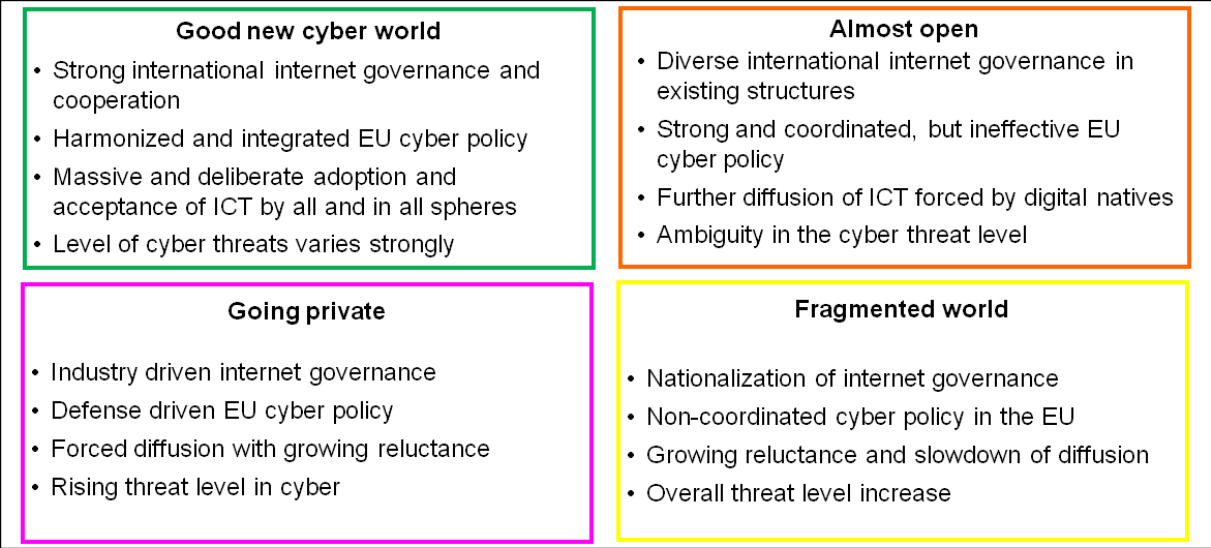 Good new cyber world
• Strong international internet governance and
cooperation
• Harmonized and integrated EU cyber policy
• Massive and deliberate adoption and
acceptance of ICT by all and in all spheres
• Level of cyber threats varies strongly
Almost open
• Diverse international internet governance in
existing structures
• Strong and coordinated, but ineffective EU
cyber policy
• Further diffusion of ICT forced by digital natives
• Ambiguity in the cyber threat level
Going private
• Industry driven internet governance
• Defense driven EU cyber policy
• Forced diffusion with growing reluctance
• Rising threat level in cyber
Fragmented world
• Nationalization of internet governance
• Non-coordinated cyber policy in the EU
• Growing reluctance and slowdown of diffusion
• Overall threat level increase